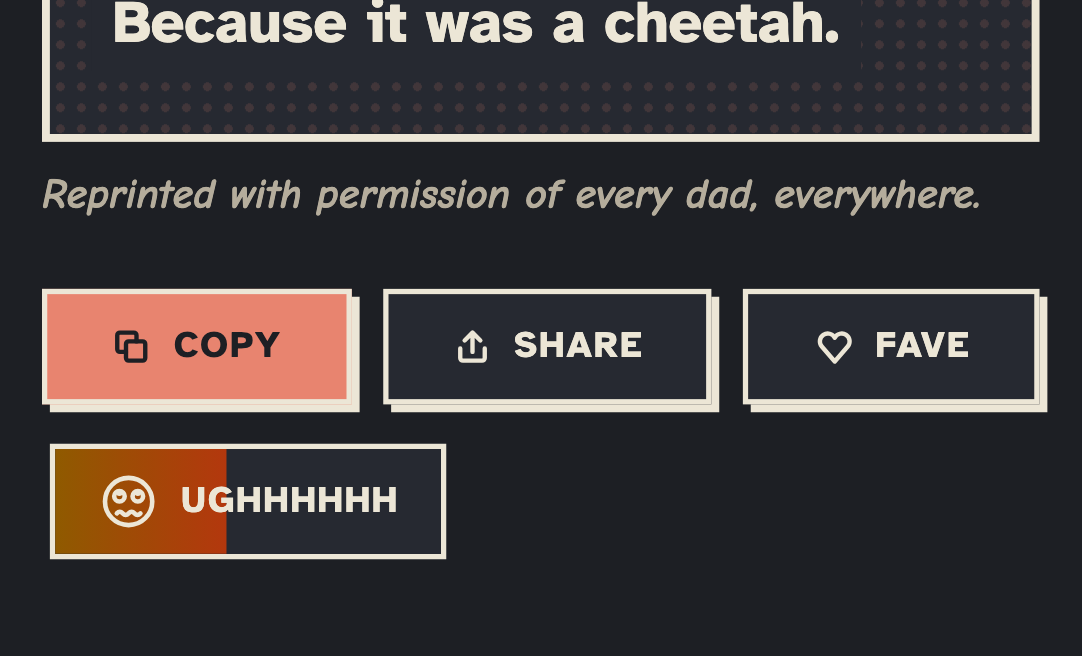 Because it was a cheetah.
Reprinted with permission of every dad, everywhere.
COPY
SHARE
FAVE
UGHHHHHH